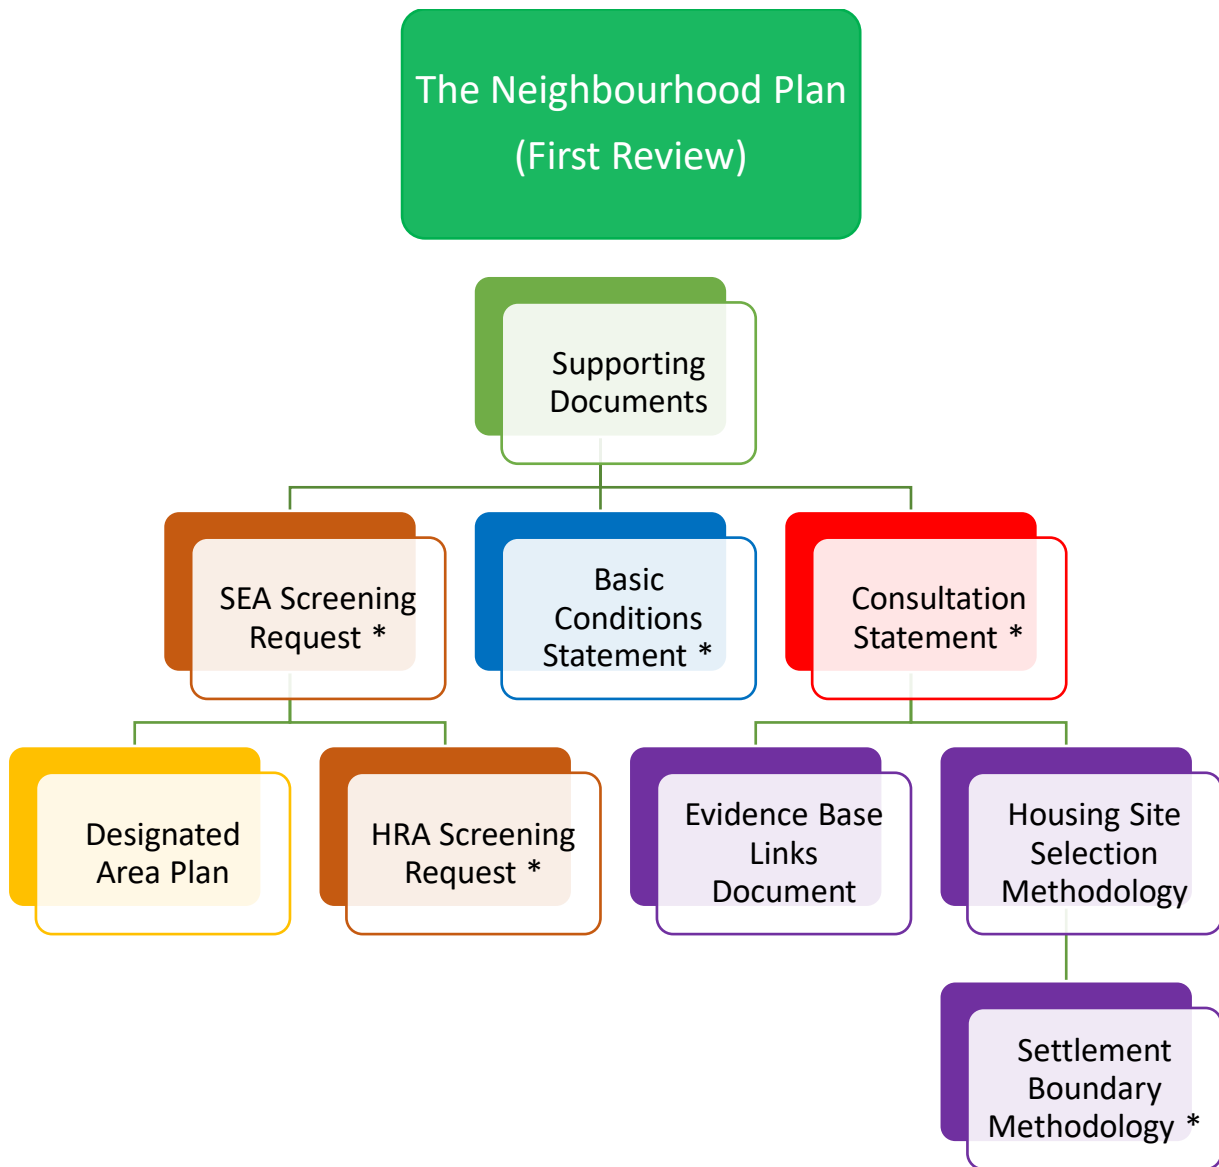 The Neighbourhood Plan
(First Review)
Supporting
Documents
SEA Screening
Request *
Basic
Conditions
Statement *
Consultation
Statement *
Designated
Area Plan
HRA Screening
Request *
Evidence Base
Links
Document
Housing Site
Selection
Methodology
Settlement
Boundary
Methodology *